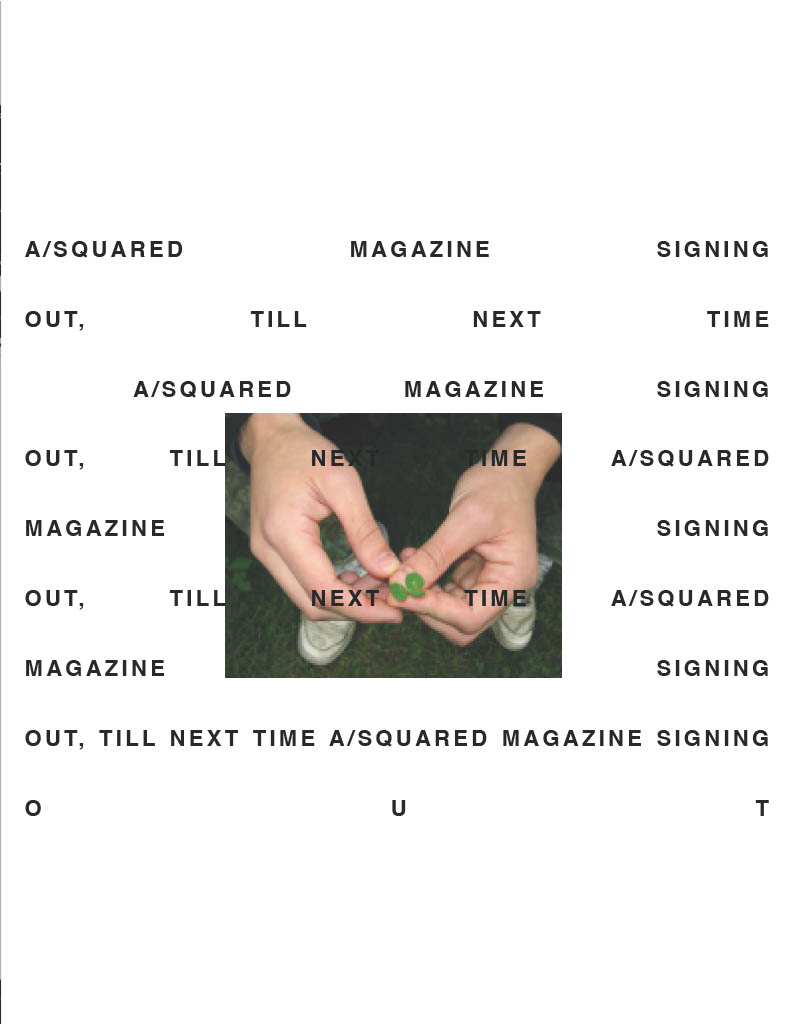 A/SQUARED MAGAZINE SIGNING
OUT, TILL NEXT TIME
A/SQUARED MAGAZINE SIGNING
OUT, TILL NEXT TIME A/SQUARED
MAGAZINE SIGNING
OUT, TILL NEXT TIME A/SQUARED
MAGAZINE SIGNING
OUT, TILL NEXT TIME A/SQUARED MAGAZINE SIGNING
O U T